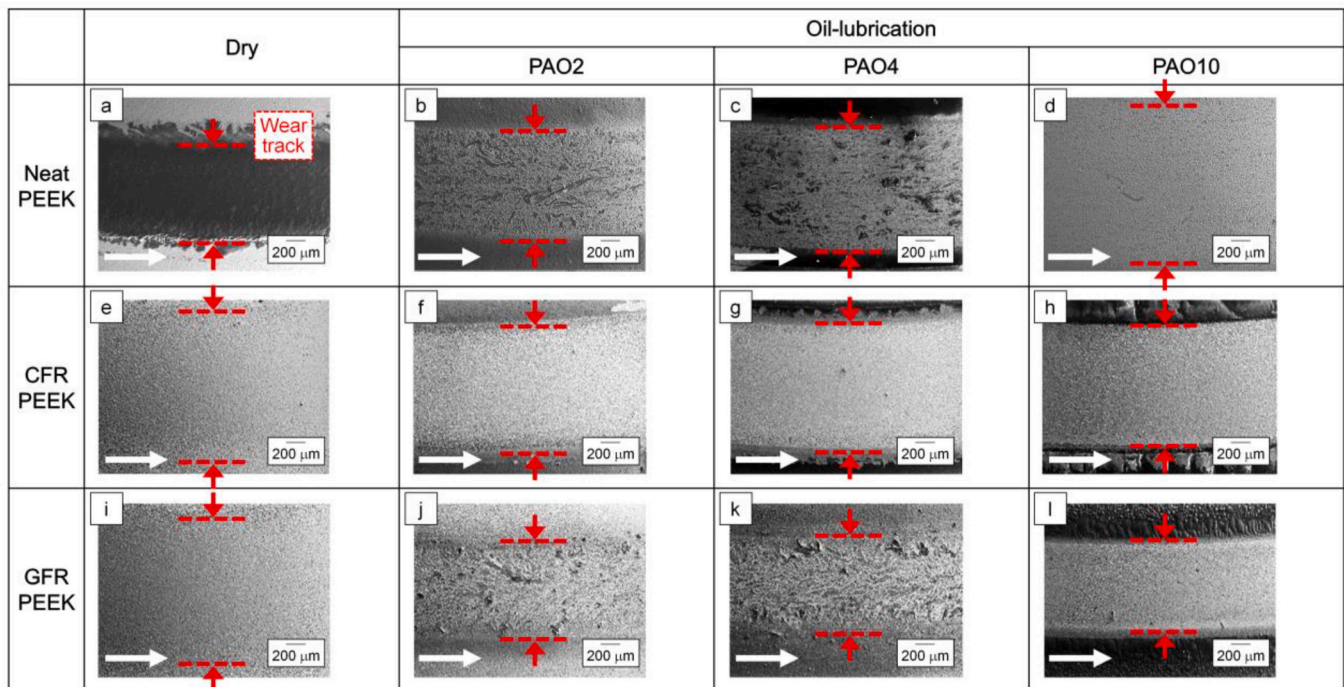 Dry
Oil-lubrication
PAO2
PAO4
PAO10
Neat
PEEK
a
Wear
track
200 μm
b
200 μm
c
200 μm
d
200 μm
CFR
PEEK
e
200 μm
f
200 μm
g
200 μm
h
200 μm
GFR
PEEK
i
200 μm
j
200 μm
k
200 μm
l
200 μm